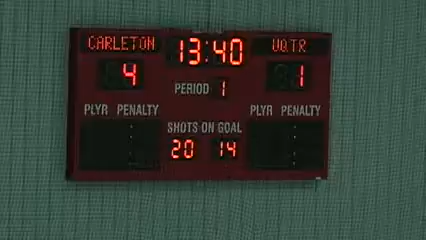 CARLETON 13:40 UQTR
4 PERIOD 1 1
PLYR PENALTY PLYR PENALTY
SHOTS ON GOAL
20 14